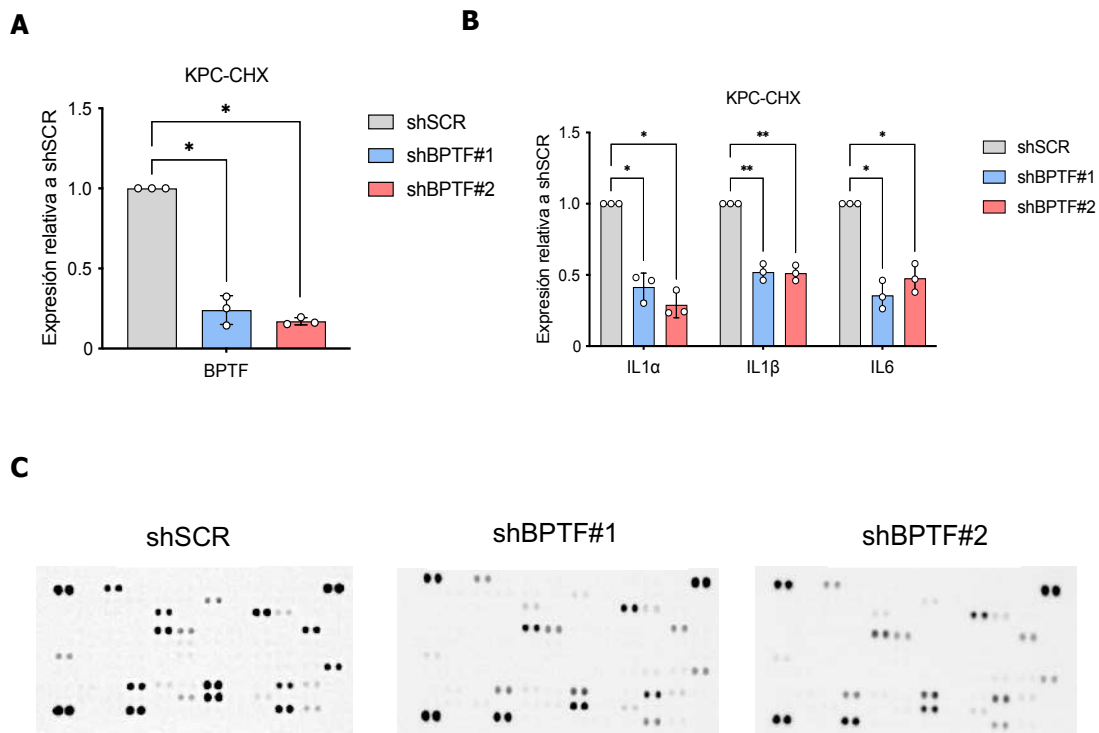 A
KPC-CHX
Expresión relativa a shSCR
1.5
1.0
0.5
0
*
*
BPTF
shSCR
shBPTF#1
shBPTF#2
B
KPC-CHX
Expresión relativa a shSCR
1.5
1.0
0.5
0
*
**
*
*
**
*
IL1α
IL1β
IL6
shSCR
shBPTF#1
shBPTF#2
C
shSCR
shBPTF#1
shBPTF#2